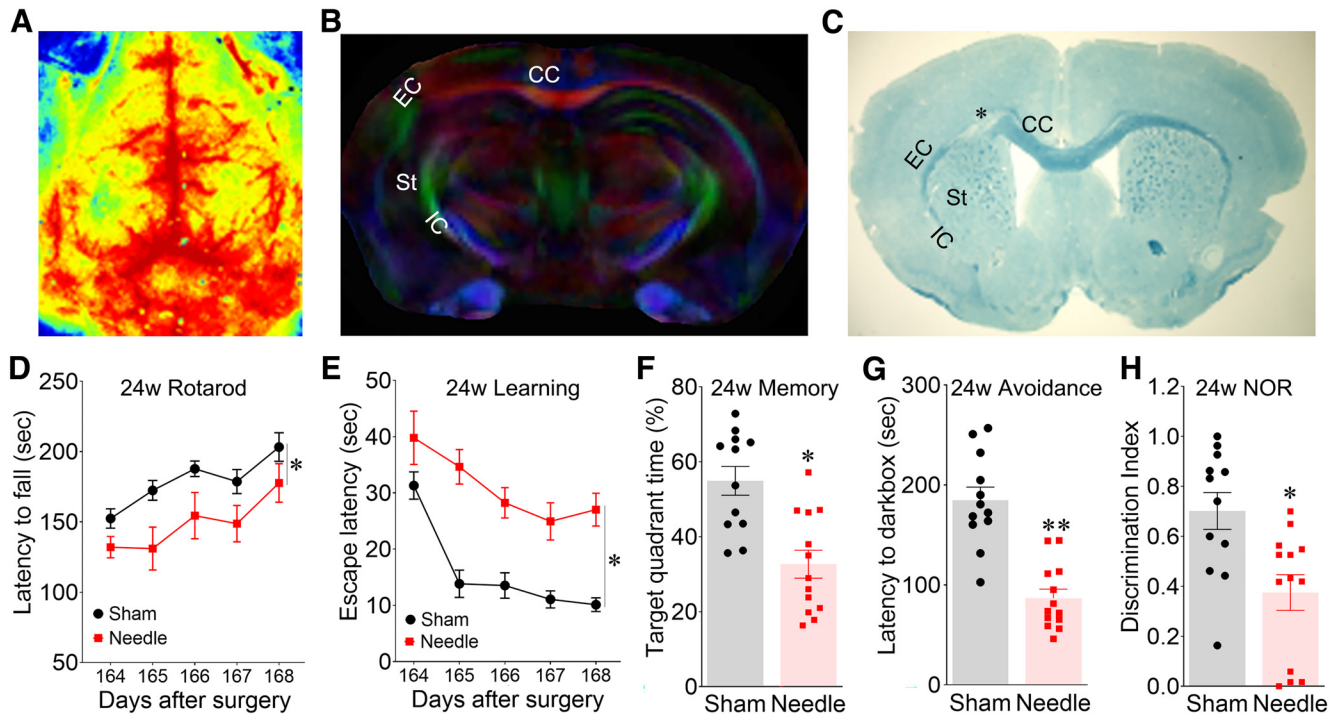 A
B
CC
EC
St
IC
C
*
CC
EC
St
IC
D
24w Rotarod
Latency to fall (sec)
250
200
150
100
50
*
Sham
Needle
164 165 166 167 168
Days after surgery
E
24w Learning
Escape latency (sec)
50
40
30
20
10
0
*
Sham
Needle
164 165 166 167 168
Days after surgery
F
24w Memory
Target quadrant time (%)
80
60
40
20
0
*
Sham Needle
G
24w Avoidance
Latency to darkbox (sec)
300
200
100
0
**
Sham Needle
H
24w NOR
Discrimination Index
1.2
1.0
0.8
0.6
0.4
0.2
0.0
*
Sham Needle